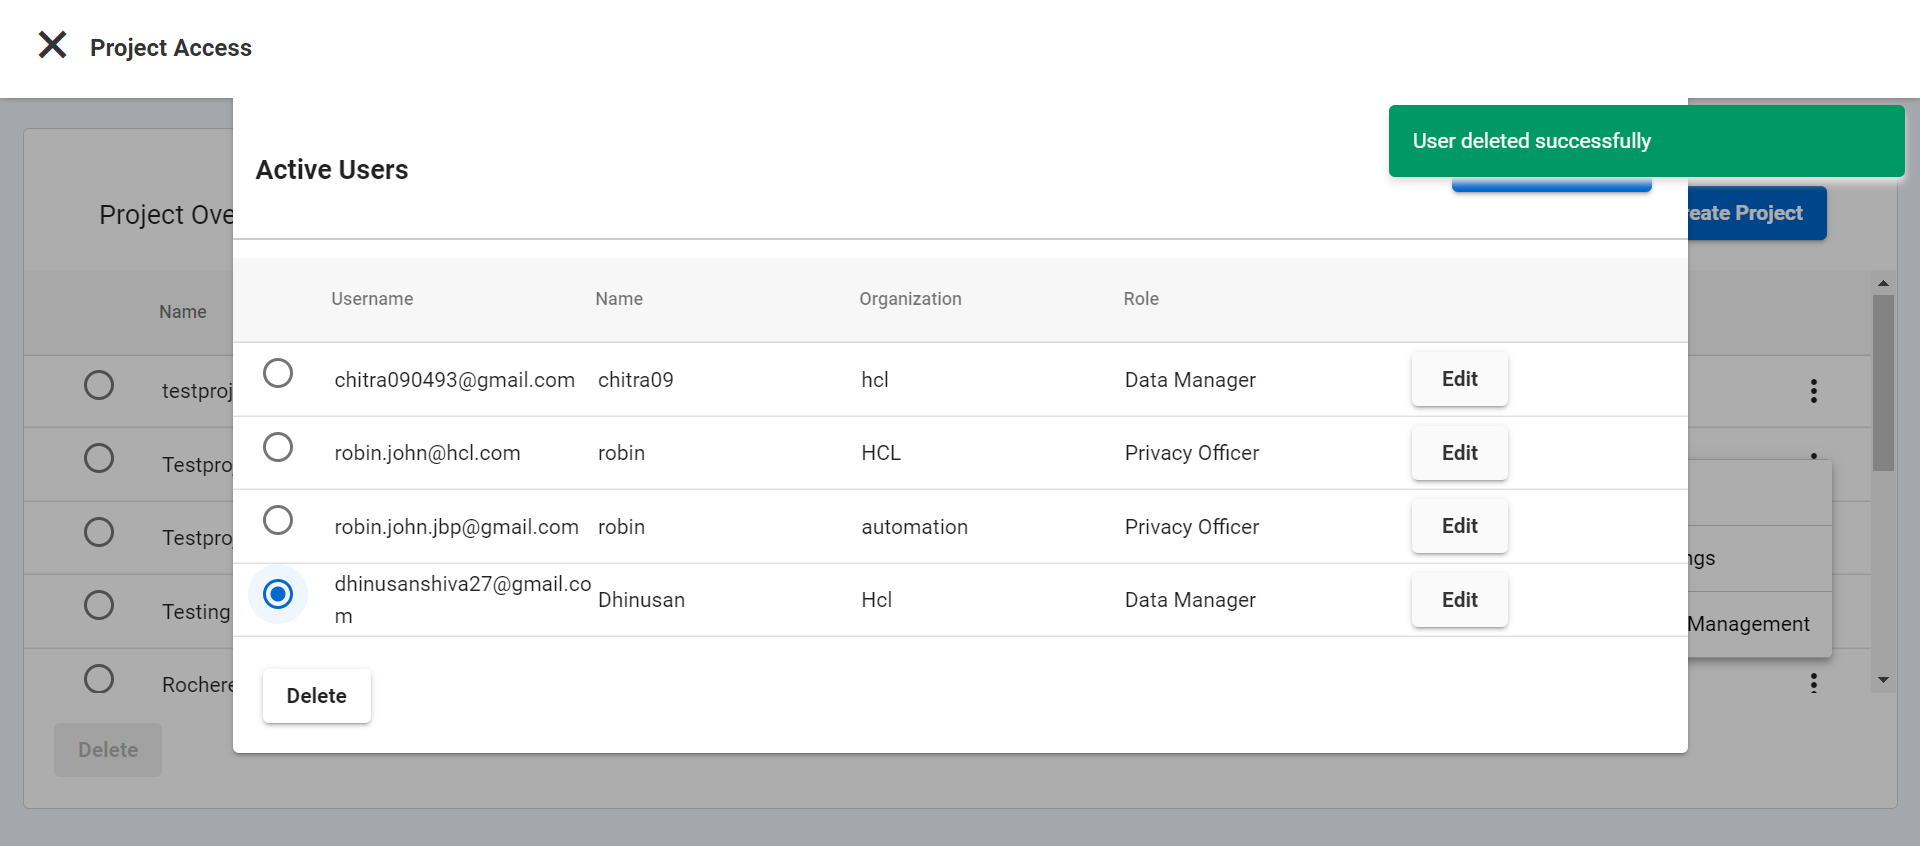 Project Access
User deleted successfully
Active Users
Project Ove
reate Project
Username Name Organization Role
Name
chitra090493@gmail.com chitra09 hcl Data Manager Edit
testproj
robin.john@hcl.com robin HCL Privacy Officer Edit
Testpro
robin.john.jbp@gmail.com robin automation Privacy Officer Edit
Testpro
ngs
dhinusanshiva27@gmail.co
m
Dhinusan Hcl Data Manager Edit
Testing
Management
Rochere
Delete
Delete